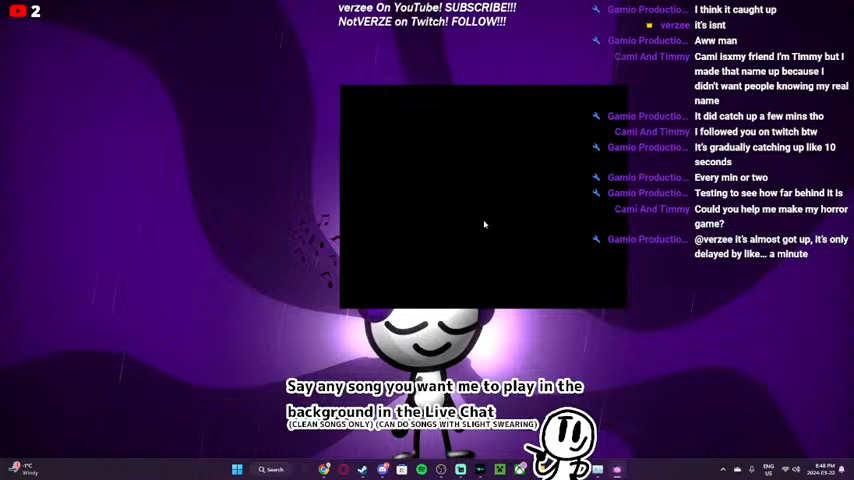 2
verzee On YouTube! SUBSCRIBE!!!
NotVERZE on Twitch! FOLLOW!!!
Gamio Productio... I think it caught up
verzee it's isnt
Gamio Productio... Aww man
Cami And Timmy Cami isxmy friend I'm Timmy but I
made that name up because I
didn't want people knowing my real
name
Gamio Productio... It did catch up a few mins tho
Cami And Timmy I followed you on twitch btw
Gamio Productio... It's gradually catching up like 10
seconds
Gamio Productio... Every min or two
Gamio Productio... Testing to see how far behind it is
Cami And Timmy Could you help me make my horror
game?
Gamio Productio... @verzee it's almost got up, it's only
delayed by like... a minute
Say any song you want me to play in the
background in the Live Chat
(CLEAN SONGS ONLY) (CAN DO SONGS WITH SLIGHT SWEARING)
-1°C
Windy
Search
ENG
US
8:48 PM
2024-03-22